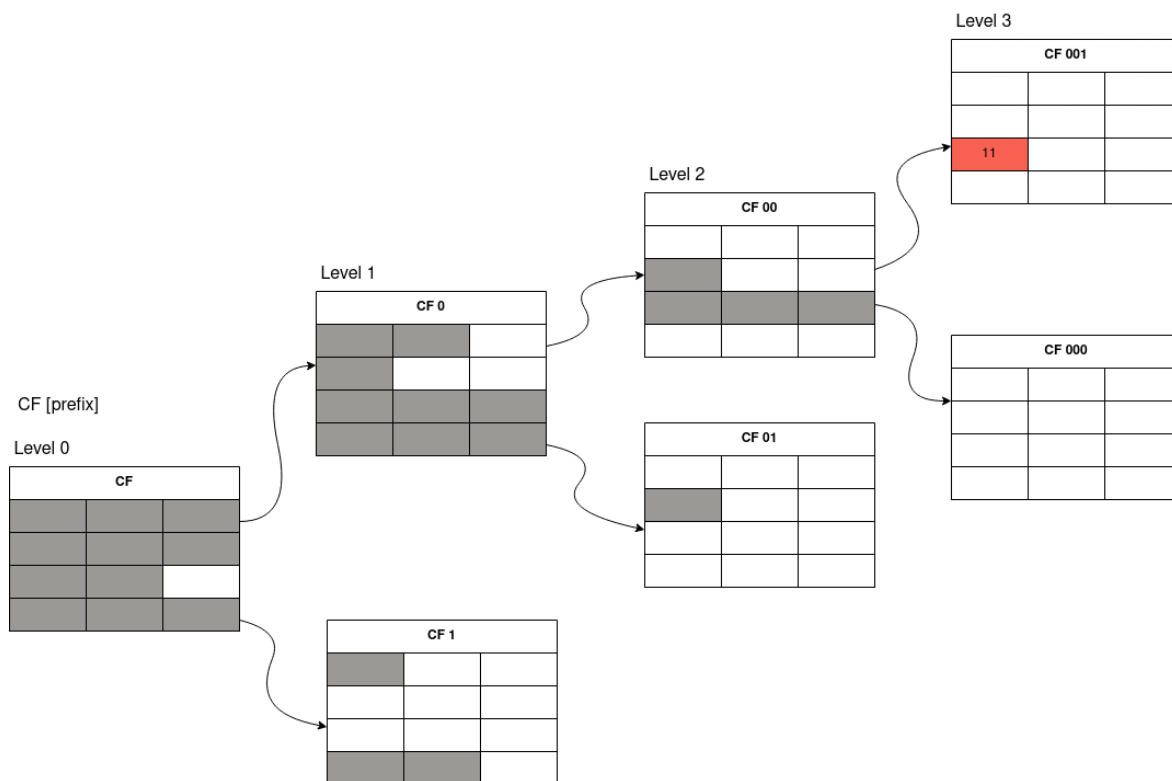 Level 3
CF 001
11
Level 2
CF 00
Level 1
CF 0
CF 000
CF [prefix]
Level 0
CF
CF 01
CF 1